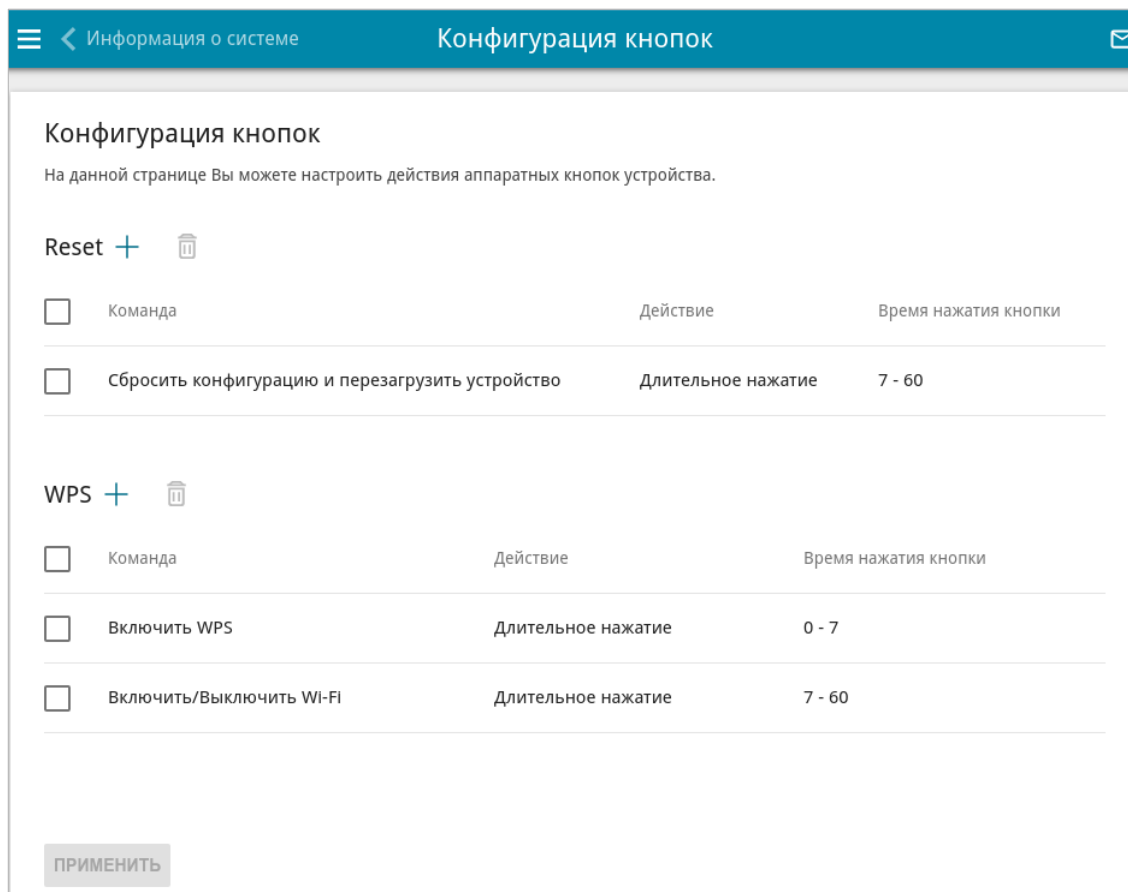 Информация о системе Конфигурация кнопок
Конфигурация кнопок
На данной странице Вы можете настроить действия аппаратных кнопок устройства.
Reset
Команда Действие Время нажатия кнопки
Сбросить конфигурацию и перезагрузить устройство Длительное нажатие 7 - 60
WPS
Команда Действие Время нажатия кнопки
Включить WPS Длительное нажатие 0 - 7
Включить/Выключить Wi-Fi Длительное нажатие 7 - 60
ПРИМЕНИТЬ